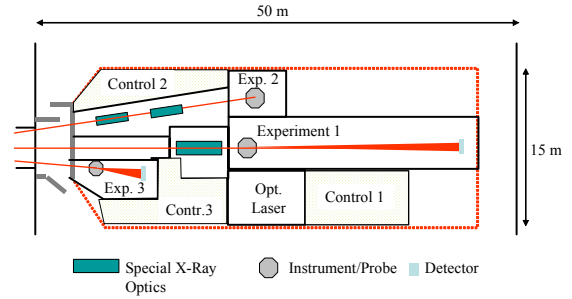 50 m
Control 2
Exp. 2
Experiment 1
15 m
Exp. 3
Contr.3
Opt.
Laser
Control 1
Special X-Ray
Optics
Instrument/Probe
Detector